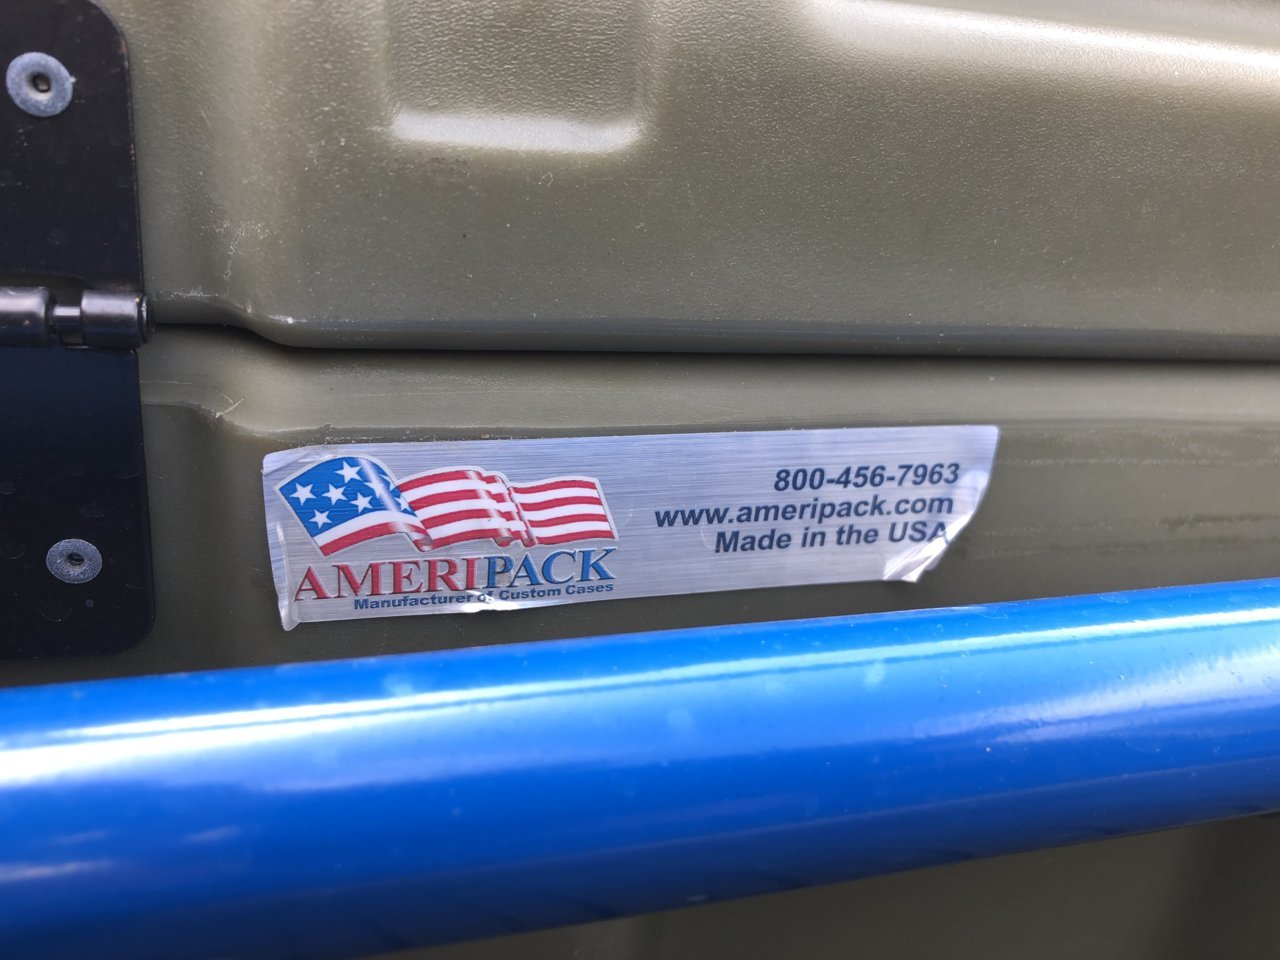 AMERIPACK
Manufacturer of Custom Cases
800-456-7963
www.ameripack.com
Made in the USA